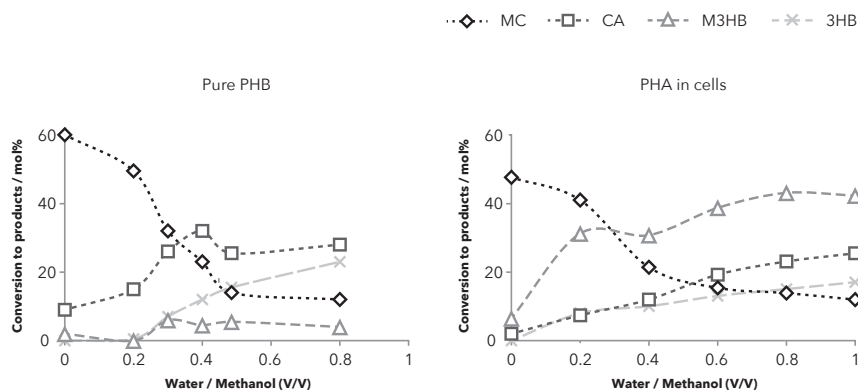 MC CA M3HB 3HB
Pure PHB
PHA in cells
Conversion to products / mol%
60
40
20
0
0 0.2 0.4 0.6 0.8 1
Water / Methanol (V/V)
Conversion to products / mol%
60
40
20
0
0 0.2 0.4 0.6 0.8 1
Water / Methanol (V/V)